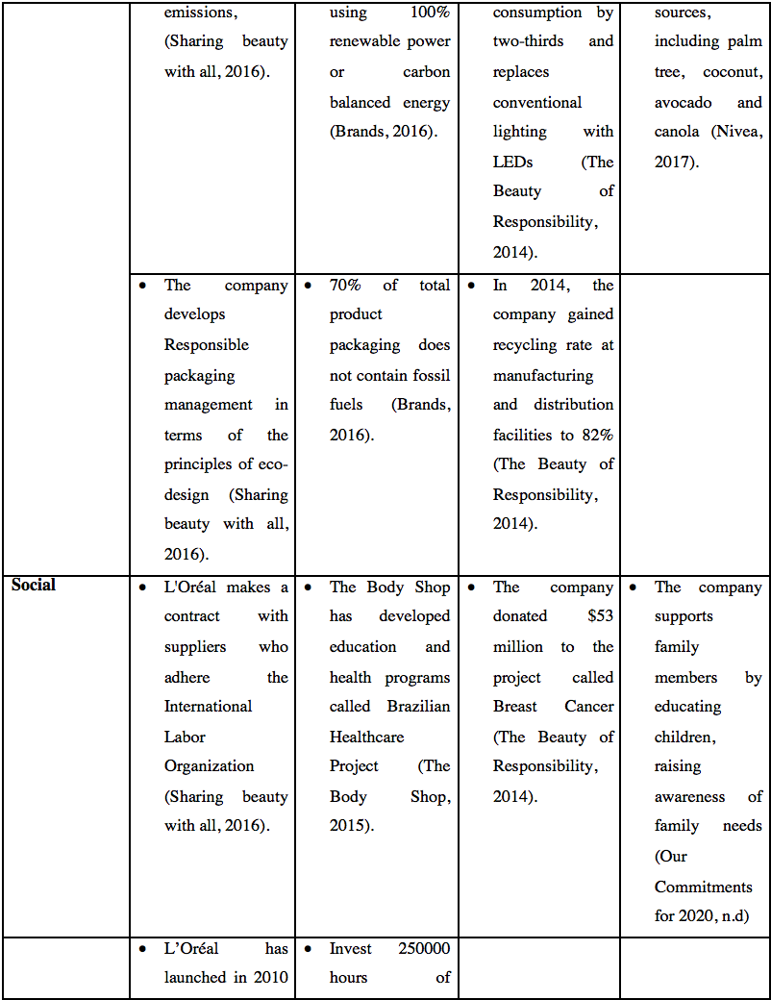 emissions,
(Sharing beauty
with all, 2016).
using 100%
renewable power
or carbon
balanced energy
(Brands, 2016).
consumption by
two-thirds and
replaces
conventional
lighting with
LEDs (The
Beauty of
Responsibility,
2014).
sources,
including palm
tree, coconut,
avocado and
canola (Nivea,
2017).
• The company
develops
Responsible
packaging
management in
terms of the
principles of eco-
design (Sharing
beauty with all,
2016).
• 70% of total
product
packaging does
not contain fossil
fuels (Brands,
2016).
• In 2014, the
company gained
recycling rate at
manufacturing
and distribution
facilities to 82%
(The Beauty of
Responsibility,
2014).
Social
• L'Oréal makes a
contract with
suppliers who
adhere the
International
Labor
Organization
(Sharing beauty
with all, 2016).
• The Body Shop
has developed
education and
health programs
called Brazilian
Healthcare
Project (The
Body Shop,
2015).
• The company
donated $53
million to the
project called
Breast Cancer
(The Beauty of
Responsibility,
2014).
• The company
supports
family
members by
educating
children,
raising
awareness of
family needs
(Our
Commitments
for 2020, n.d)
• L’Oréal has
launched in 2010
• Invest 250000
hours of